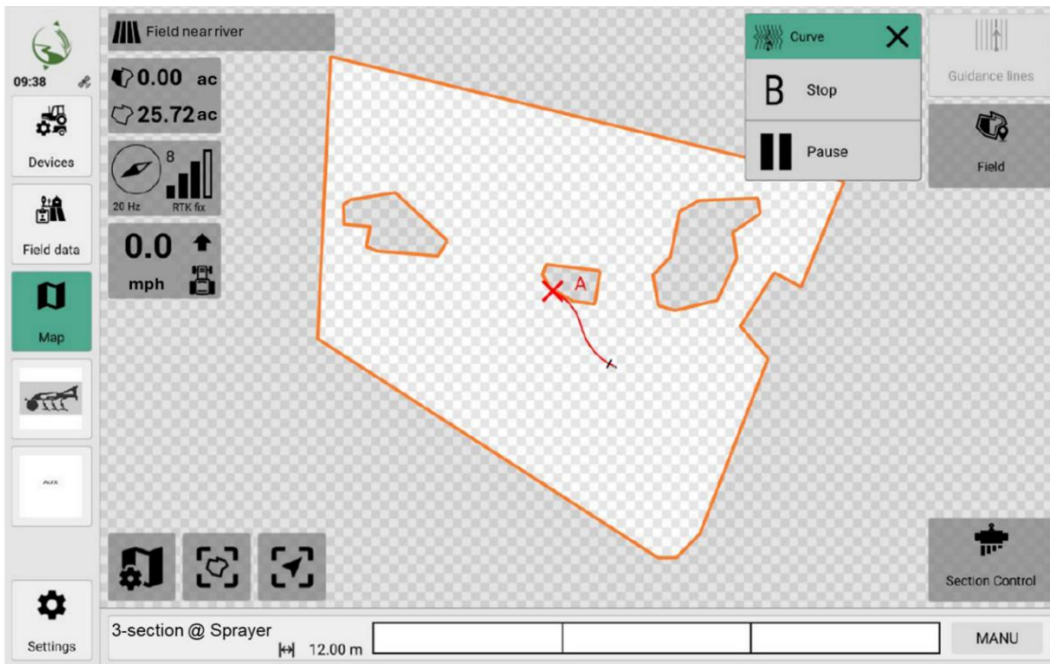 09:38
Devices
Field data
Map
AUX
Settings
Field near river
0.00 ac
25.72 ac
8
20 Hz RTK fix
0.0
mph
A
Curve
B Stop
Pause
Guidance lines
Field
Section Control
3-section @ Sprayer
12.00 m
MANU